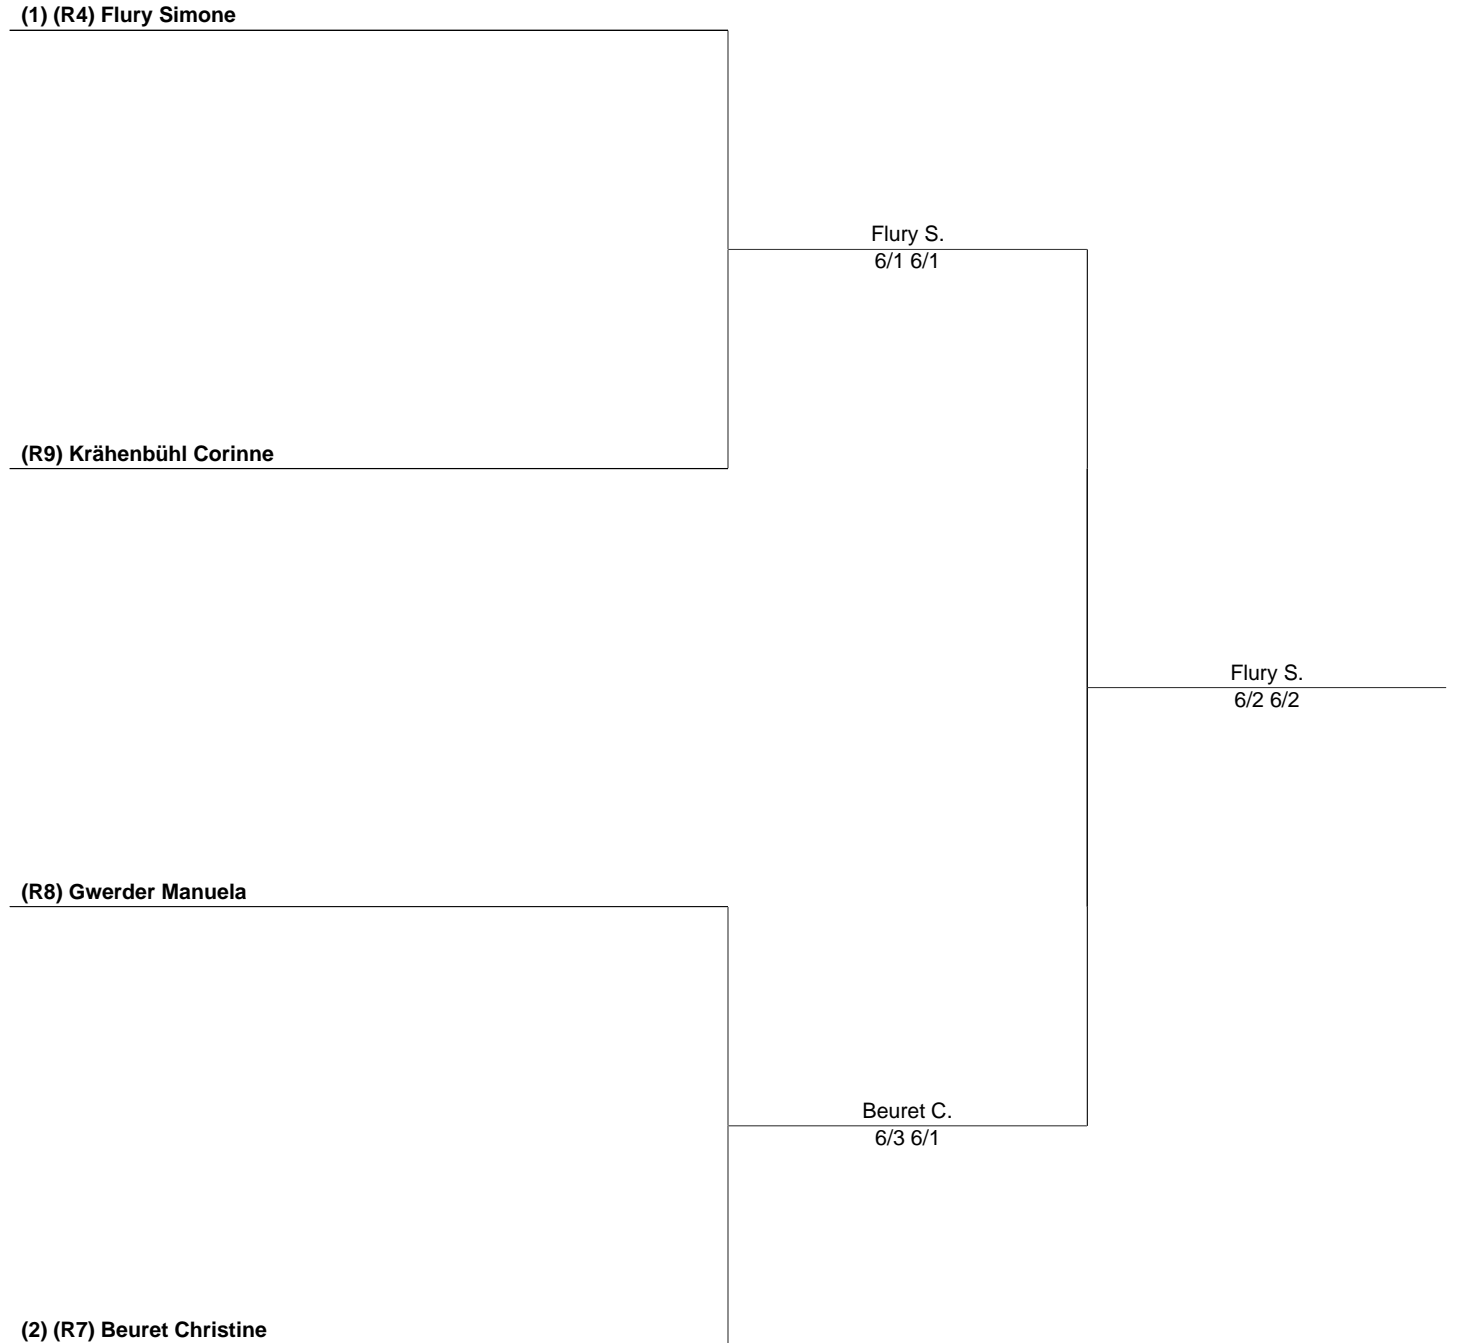 (1) (R4) Flury Simone
Flury S.
6/1 6/1
(R9) Krähenbühl Corinne
Flury S.
6/2 6/2
(R8) Gwerder Manuela
Beuret C.
6/3 6/1
(2) (R7) Beuret Christine